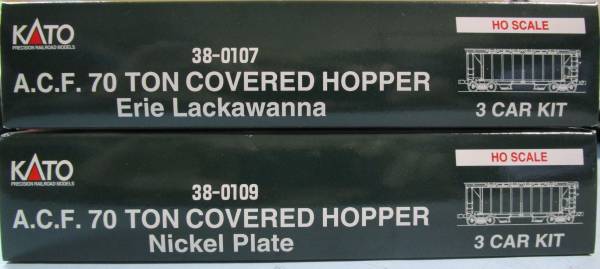 KATO
PRECISION RAILROAD MODELS
38-0107
HO SCALE
A.C.F. 70 TON COVERED HOPPER
Erie Lackawanna
3 CAR KIT
KATO
PRECISION RAILROAD MODELS
38-0109
HO SCALE
A.C.F. 70 TON COVERED HOPPER
Nickel Plate
3 CAR KIT